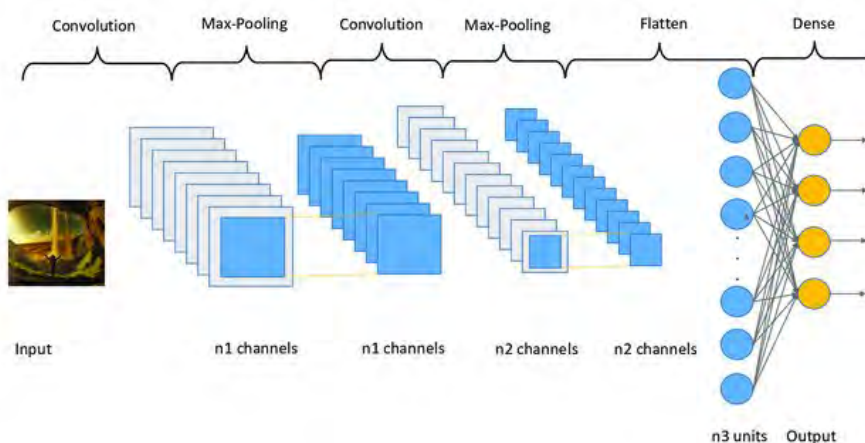 Convolution
Max-Pooling
Convolution
Max-Pooling
Flatten
Dense
Input
n1 channels
n1 channels
n2 channels
n2 channels
n3 units
Output